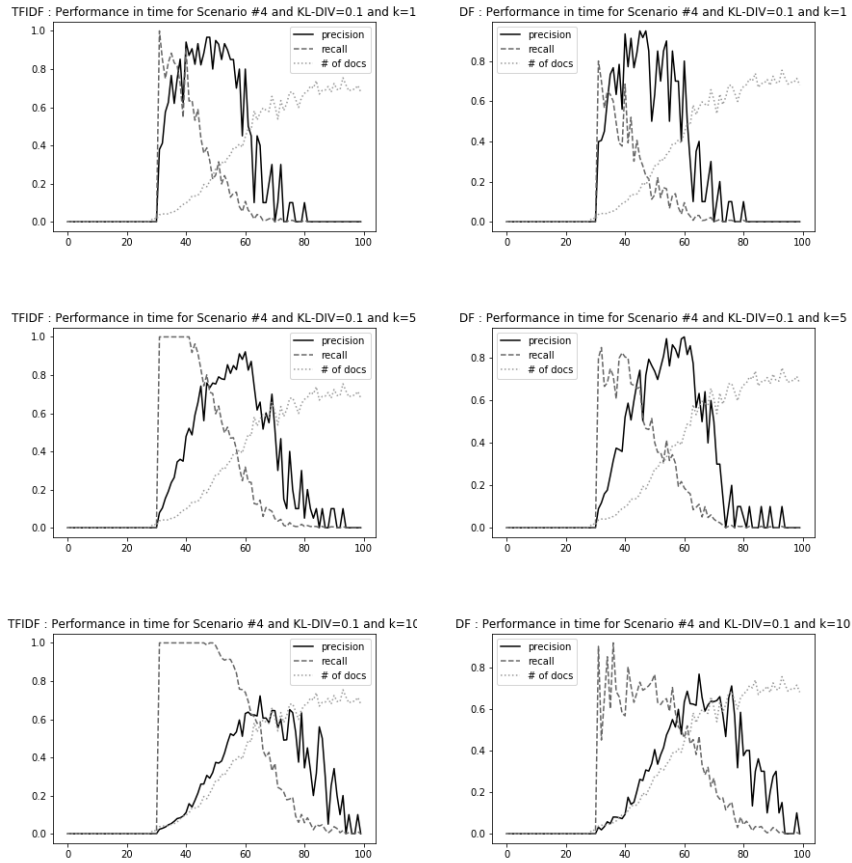 TFIDF : Performance in time for Scenario #4 and KL-DIV=0.1 and k=1
precision
recall
# of docs
1.0
0.8
0.6
0.4
0.2
0.0
0 20 40 60 80 100
DF : Performance in time for Scenario #4 and KL-DIV=0.1 and k=1
precision
recall
# of docs
0.8
0.6
0.4
0.2
0.0
0 20 40 60 80 100
TFIDF : Performance in time for Scenario #4 and KL-DIV=0.1 and k=5
precision
recall
# of docs
1.0
0.8
0.6
0.4
0.2
0.0
0 20 40 60 80 100
DF : Performance in time for Scenario #4 and KL-DIV=0.1 and k=5
precision
recall
# of docs
0.8
0.6
0.4
0.2
0.0
0 20 40 60 80 100
TFIDF : Performance in time for Scenario #4 and KL-DIV=0.1 and k=10
precision
recall
# of docs
1.0
0.8
0.6
0.4
0.2
0.0
0 20 40 60 80 100
DF : Performance in time for Scenario #4 and KL-DIV=0.1 and k=10
precision
recall
# of docs
0.8
0.6
0.4
0.2
0.0
0 20 40 60 80 100